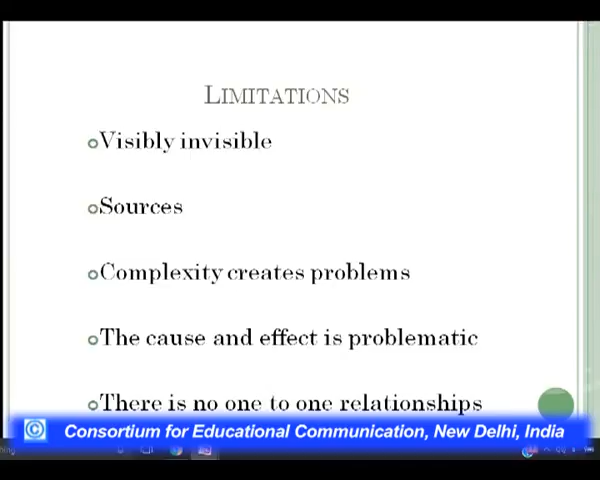 LIMITATIONS
Visibly invisible
Sources
Complexity creates problems
The cause and effect is problematic
There is no one to one relationships
© Consortium for Educational Communication, New Delhi, India